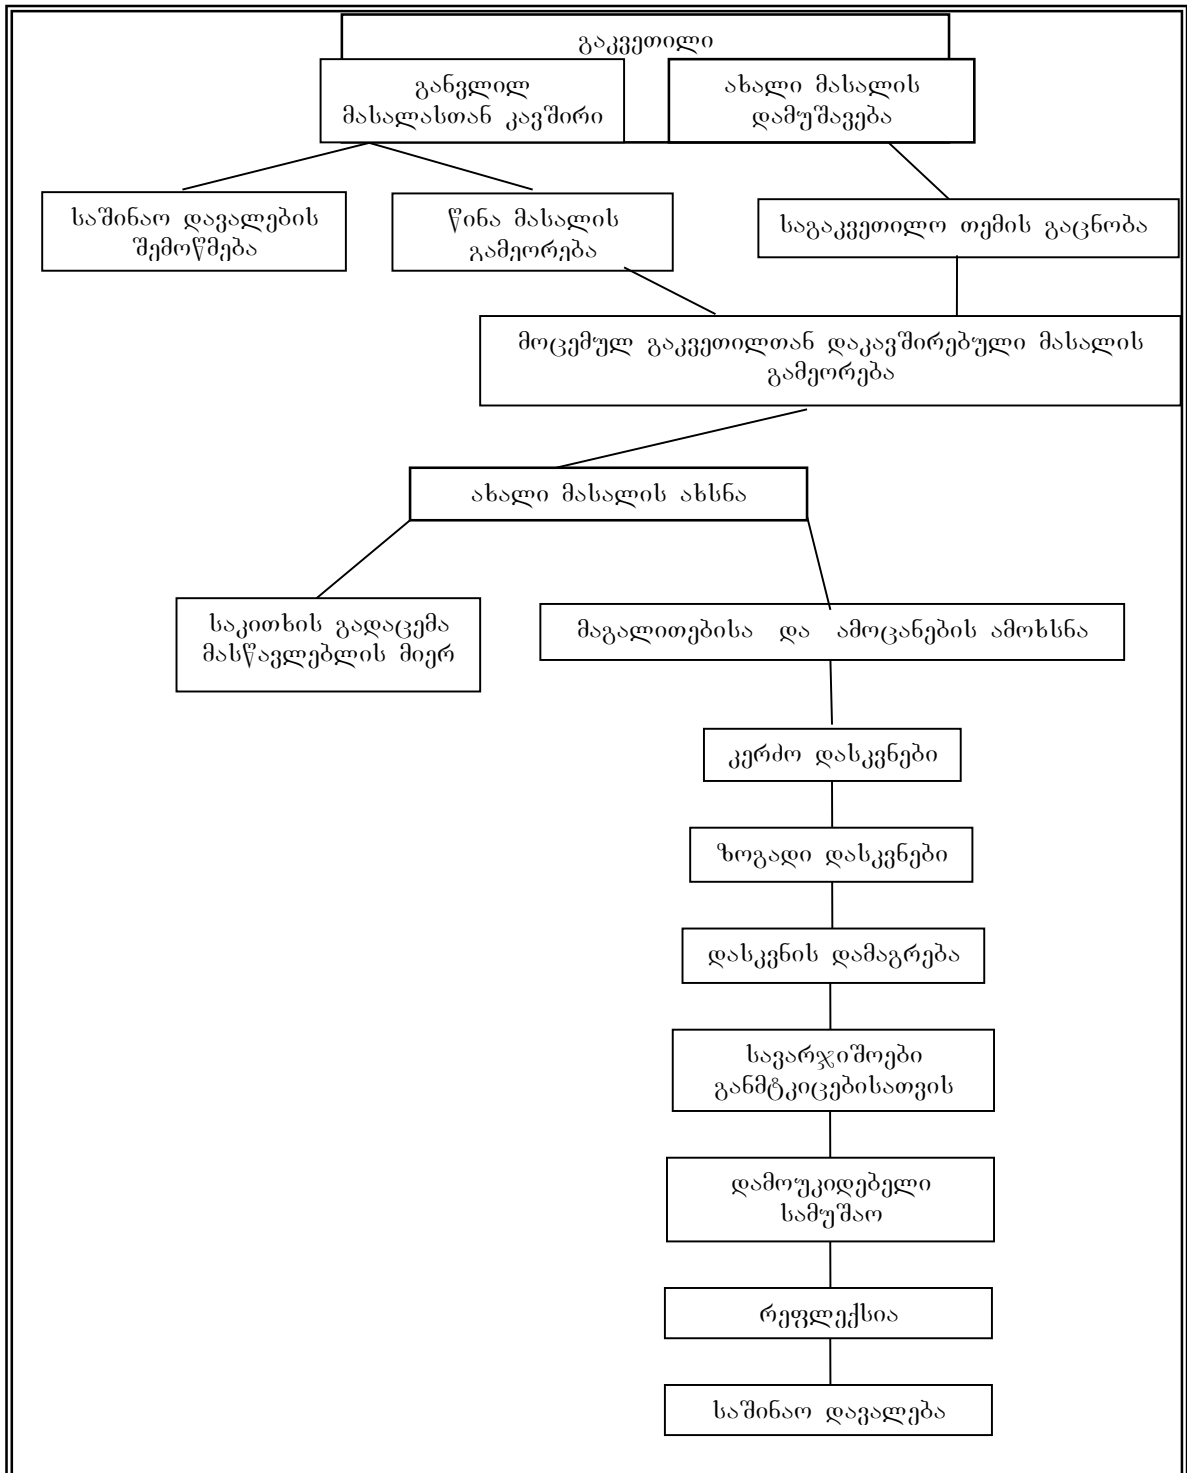 გაკვეთილი
განვლილ
მასალასთან კავშირი
ახალი მასალის
დამუშავება
საშინაო დავალების
შემოწმება
წინა მასალის
გამეორება
საგაკვეთილო თემის გაცნობა
მოცემულ გაკვეთილთან დაკავშირებული მასალის
გამეორება
ახალი მასალის ახსნა
საკითხის გადაცემა
მასწავლებლის მიერ
მაგალითებისა და ამოცანების ამოხსნა
კერძო დასკვნები
ზოგადი დასკვნები
დასკვნის დამაგრება
სავარჯიშოები
განმტკიცებისათვის
დამოუკიდებელი
სამუშაო
რეფლექსია
საშინაო დავალება